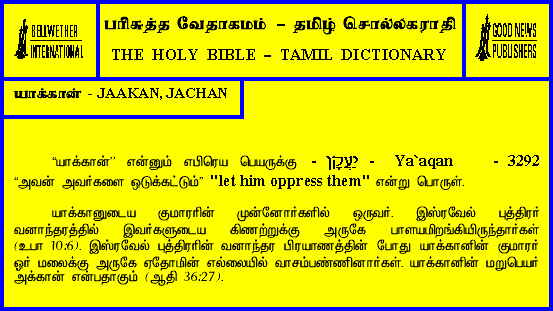 BELLWETHER
INTERNATIONAL
பரிசுத்த வேதாகமம் – தமிழ் சொல்லகராதி
THE HOLY BIBLE – TAMIL DICTIONARY
GOOD NEWS
PUBLISHERS
யாக்கான் - JAAKAN, JACHAN
“யாக்கான்” என்னும் எபிரெய பெயருக்கு - יַעֲקָן - Ya`aqan - 3292
“அவன் அவர்களை ஒடுக்கட்டும்” "let him oppress them" என்று பொருள்.
யாக்கானுடைய குமாரரின் முன்னோர்களில் ஒருவர். இஸ்ரவேல் புத்திரர்
வனாந்தரத்தில் இவர்களுடைய கிணற்றுக்கு அருகே பாளயமிறங்கியிருந்தார்கள்
(உபா 10:6). இஸ்ரவேல் புத்திரரின் வனாந்தர பிரயாணத்தின் போது யாக்கானின் குமாரர்
ஓர் மலைக்கு அருகே ஏதோமின் எல்லையில் வாசம்பண்ணினார்கள். யாக்கானின் மறுபெயர்
அக்கான் என்பதாகும் (ஆதி 36:27).